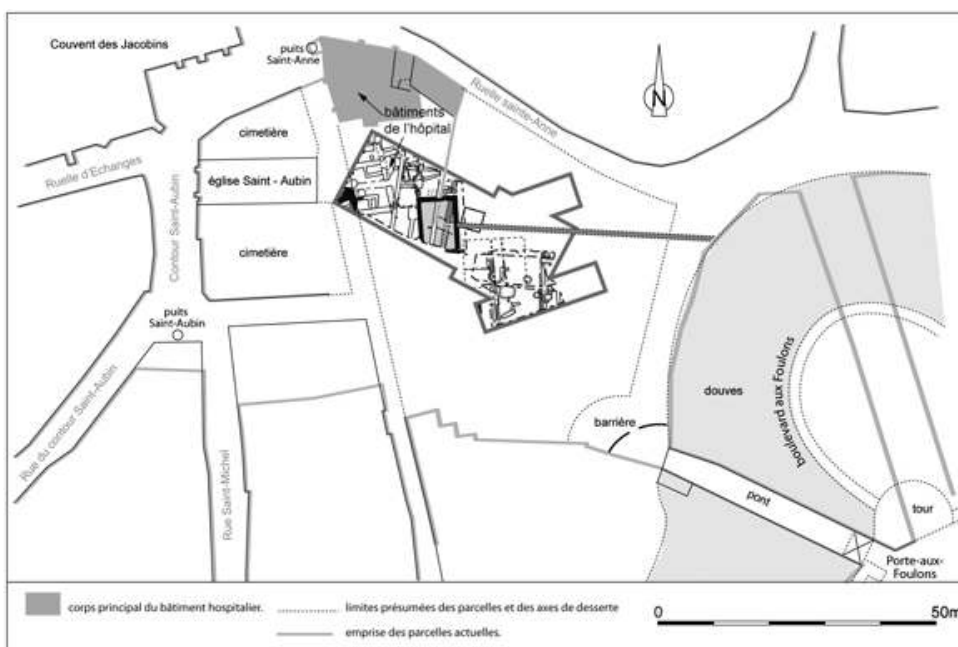 Couvent des Jacobins
puits
Saint-Anne
Ruelle sainte-Anne
N
bâtiments
de l'hôpital
cimetière
Ruelle d'Echanges
église Saint - Aubin
Contour Saint-Aubin
cimetière
puits
Saint-Aubin
Rue du contour Saint-Aubin
Rue Saint-Michel
douves
boulevard aux Foulons
barrière
pont
tour
Porte-aux-
Foulons
corps principal du bâtiment hospitalier.
limites présumées des parcelles et des axes de desserte
emprise des parcelles actuelles.
0
50m